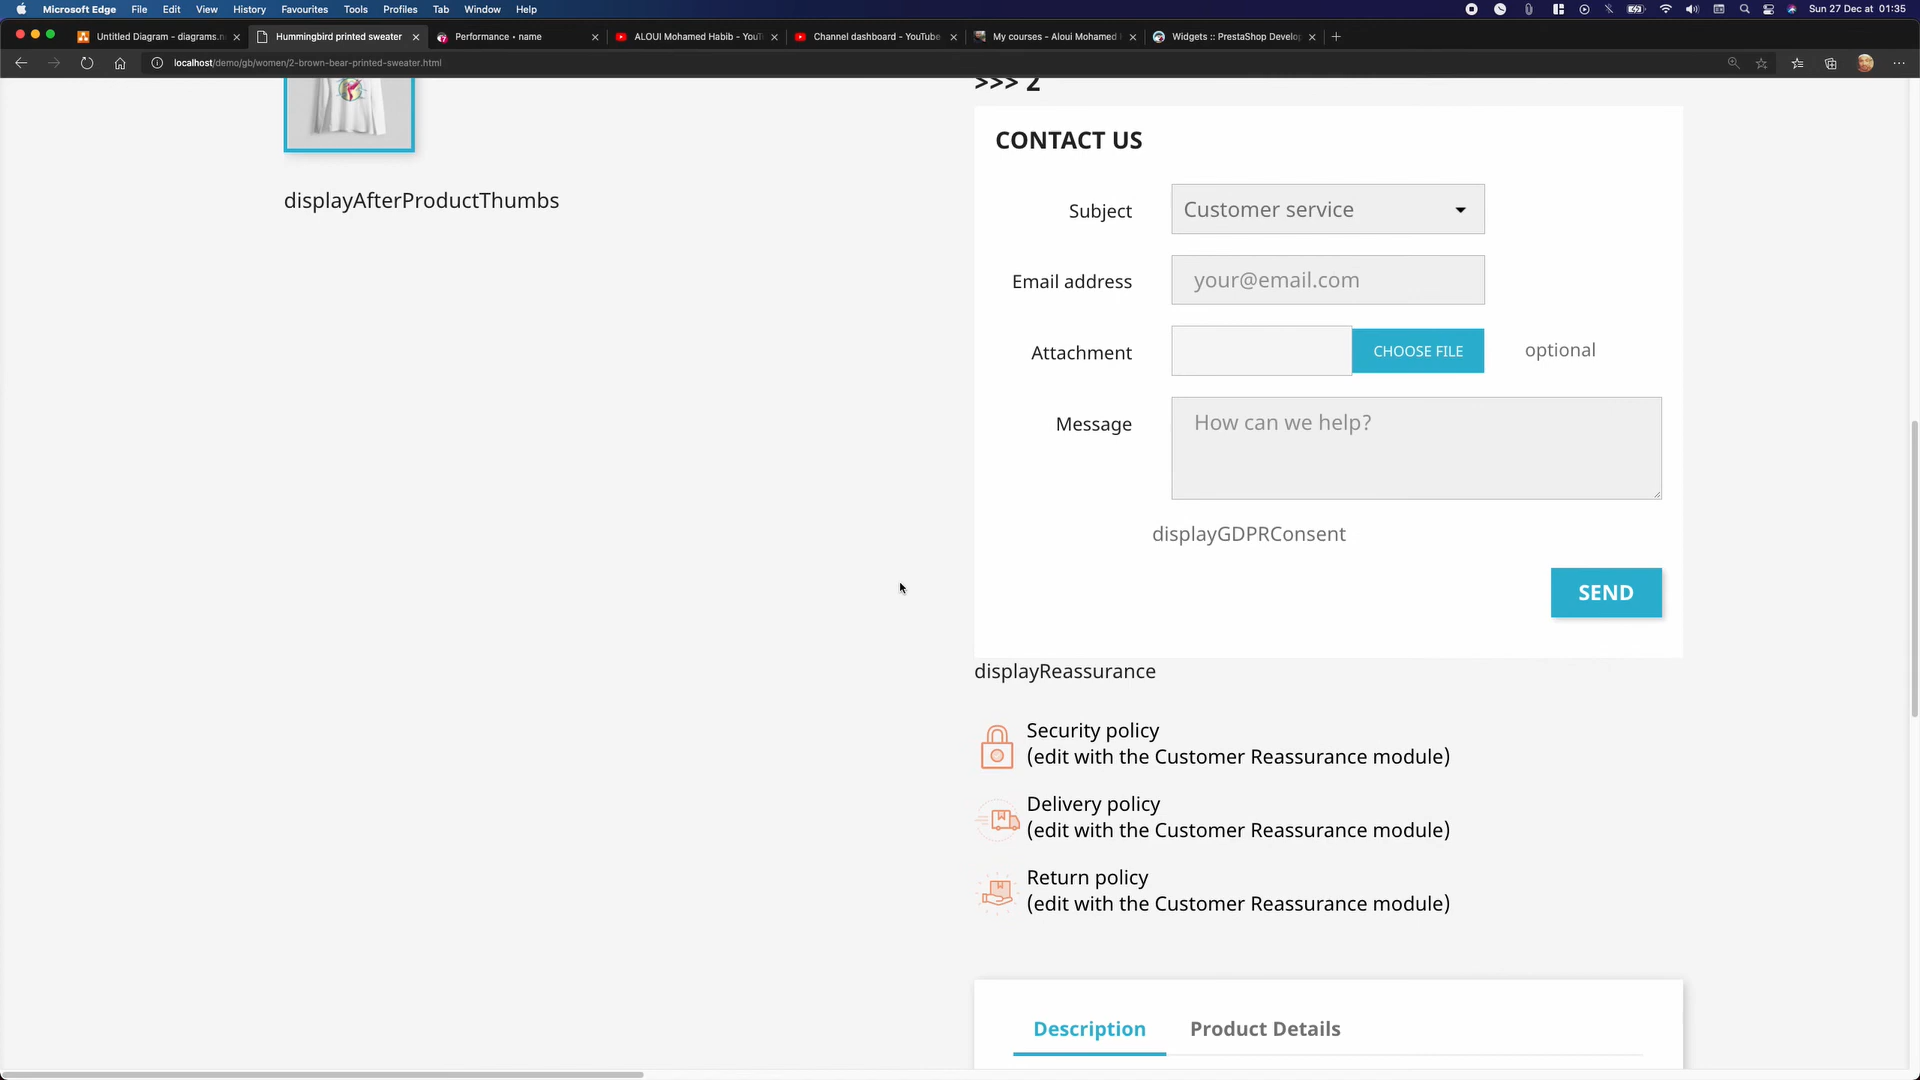 Microsoft Edge File Edit View History Favourites Tools Profiles Tab Window Help Sun 27 Dec at 01:35
Untitled Diagram - diagrams.n Hummingbird printed sweater Performance • name ALOUI Mohamed Habib - YouT Channel dashboard - YouTube My courses - Aloui Mohamed Widgets :: PrestaShop Develop
localhost/demo/gb/women/2-brown-bear-printed-sweater.html
>>> 2
CONTACT US
displayAfterProductThumbs
Subject Customer service
Email address your@email.com
Attachment CHOOSE FILE optional
Message How can we help?
displayGDPRConsent
SEND
displayReassurance
Security policy
(edit with the Customer Reassurance module)
Delivery policy
(edit with the Customer Reassurance module)
Return policy
(edit with the Customer Reassurance module)
Description Product Details